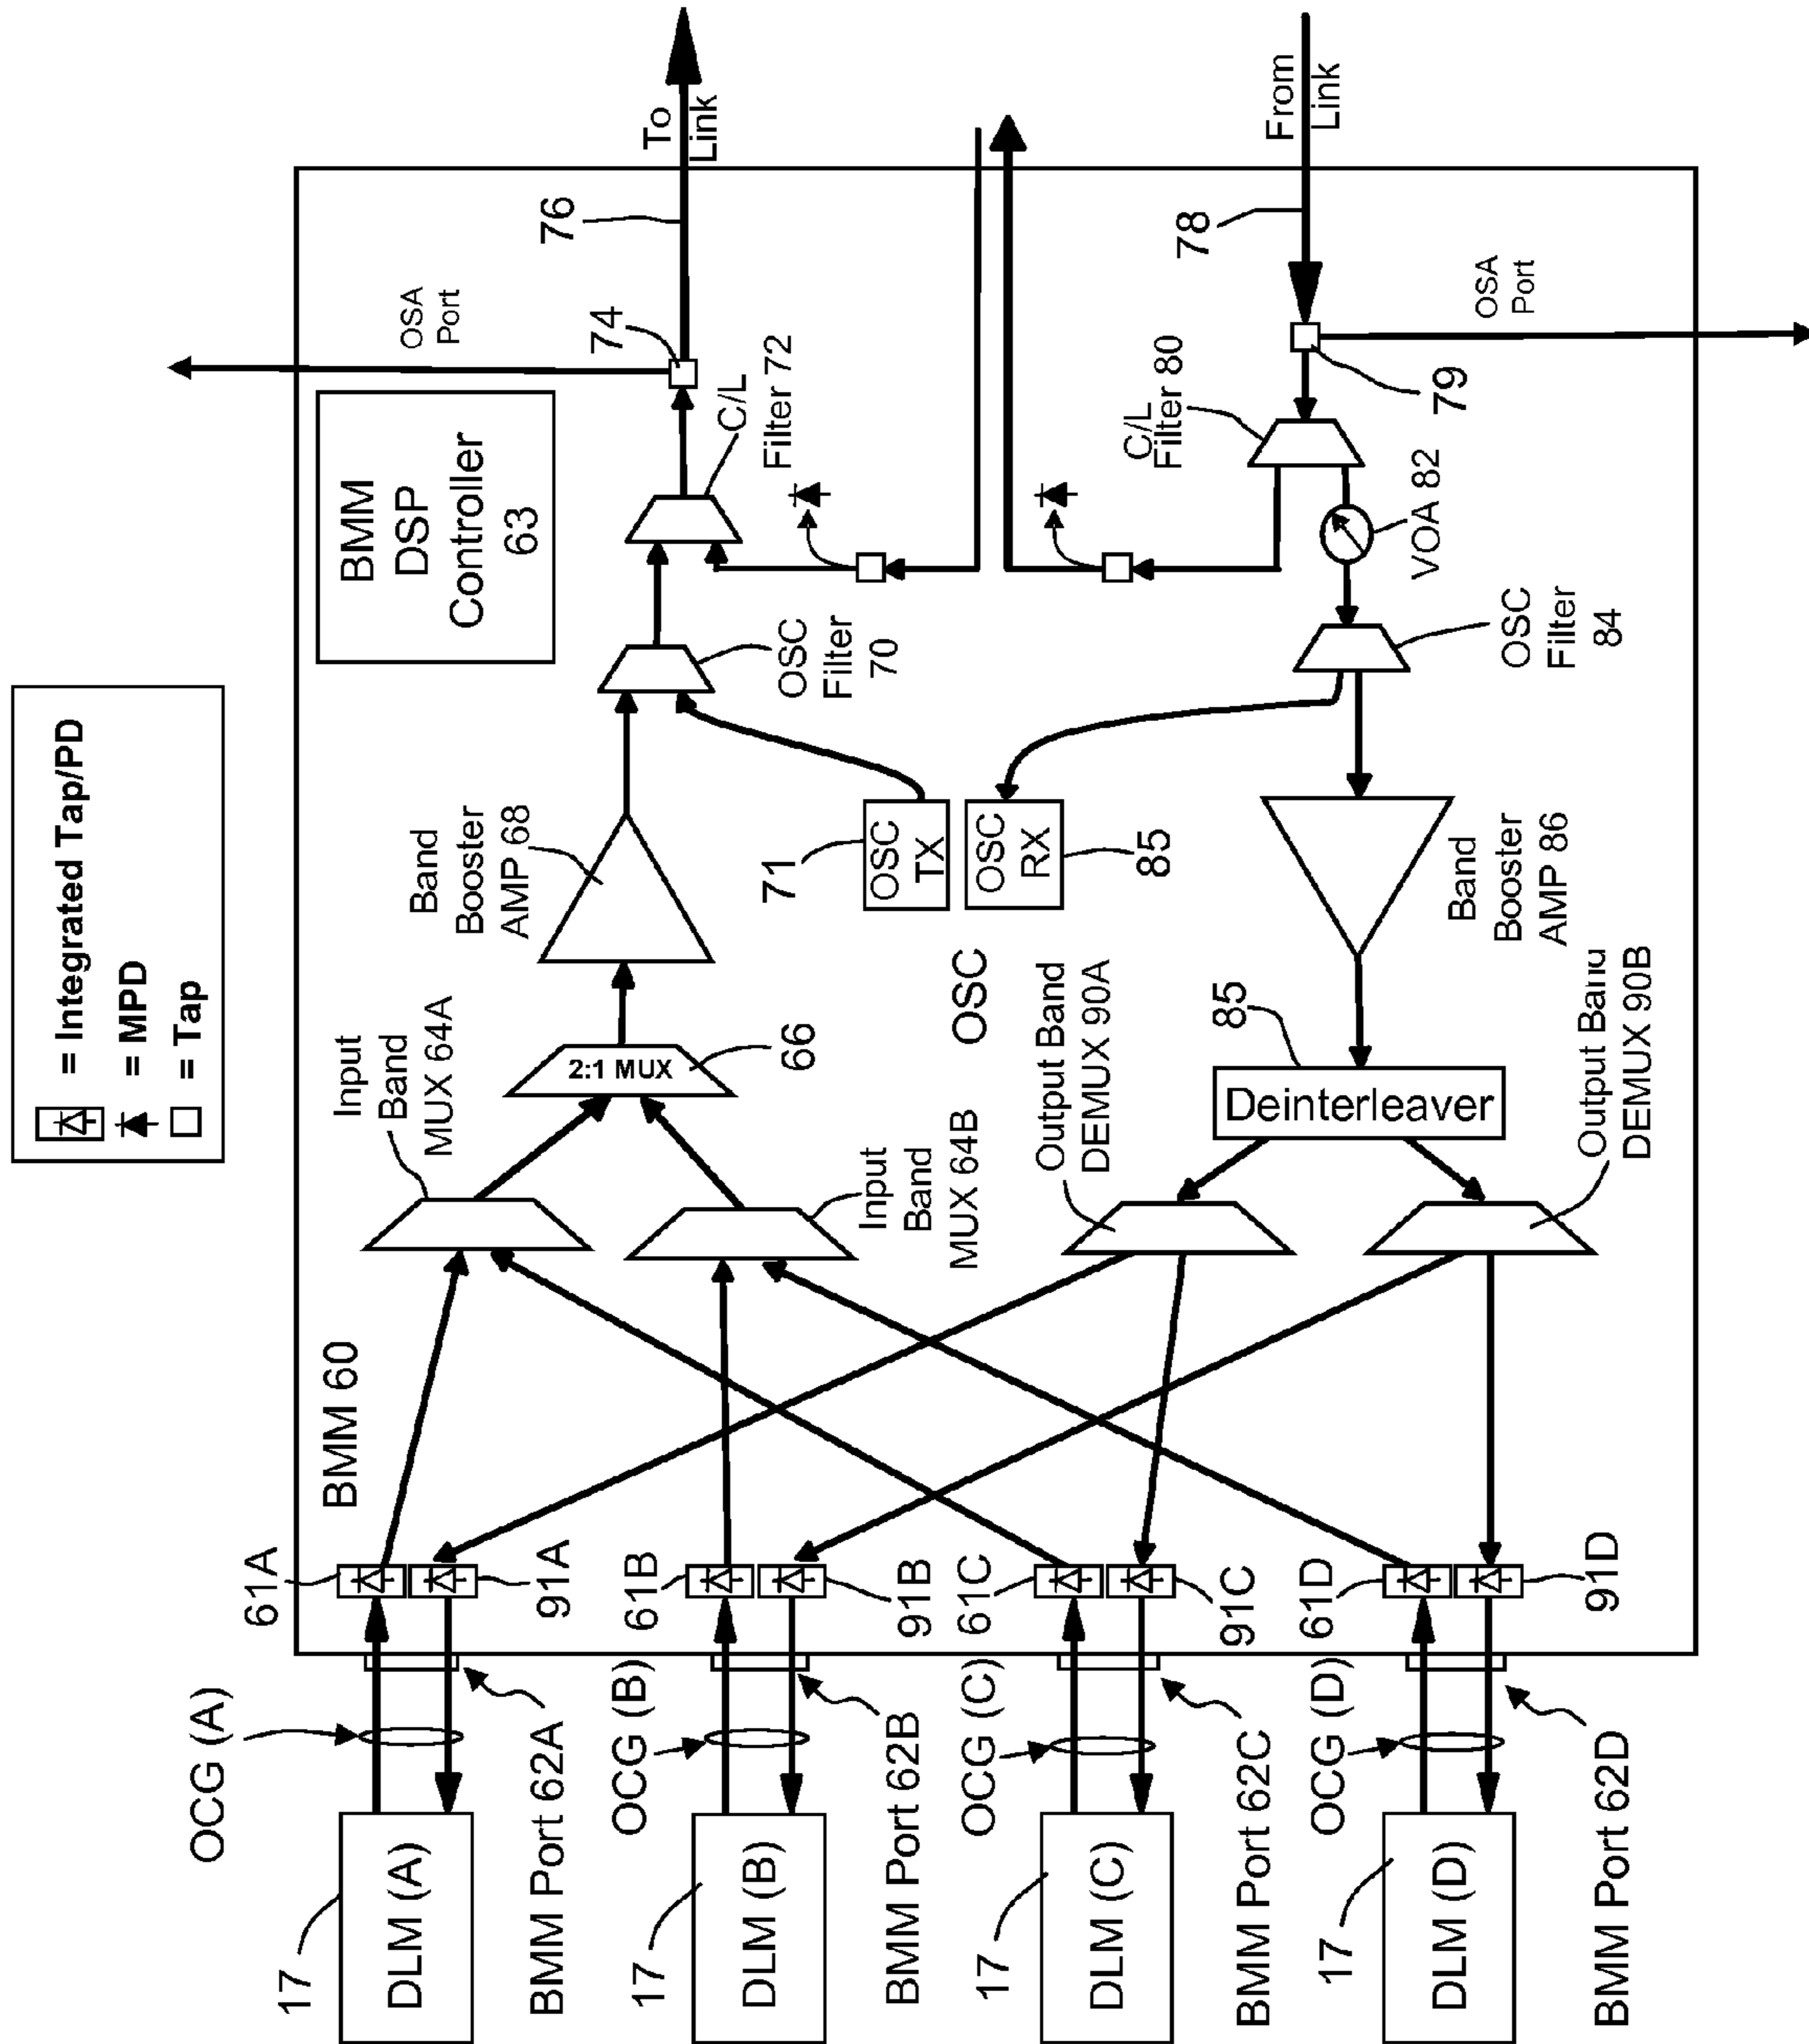 = Integrated Tap/PD
= MPD
= Tap
OCG (A)
17
DLM (A)
BMM Port 62A
61A
91A
BMM 60
Input
Band
MUX 64A
2:1 MUX
66
Band
Booster
AMP 68
BMM
DSP
Controller
63
OSA
Port
To
Link
74
76
C/L
Filter 72
OSC
Filter
70
71
OSC
TX
OCG (B)
17
DLM (B)
BMM Port 62B
61B
91B
Input
Band
MUX 64B
OSC
OSC
RX
85
OCG (C)
17
DLM (C)
BMM Port 62C
61C
91C
Output Band
DEMUX 90A
85
Deinterleaver
Band
Booster
AMP 86
OSC
Filter
84
VOA 82
C/L
Filter 80
78
From
Link
79
OSA
Port
OCG (D)
17
DLM (D)
BMM Port 62D
61D
91D
Output Band
DEMUX 90B